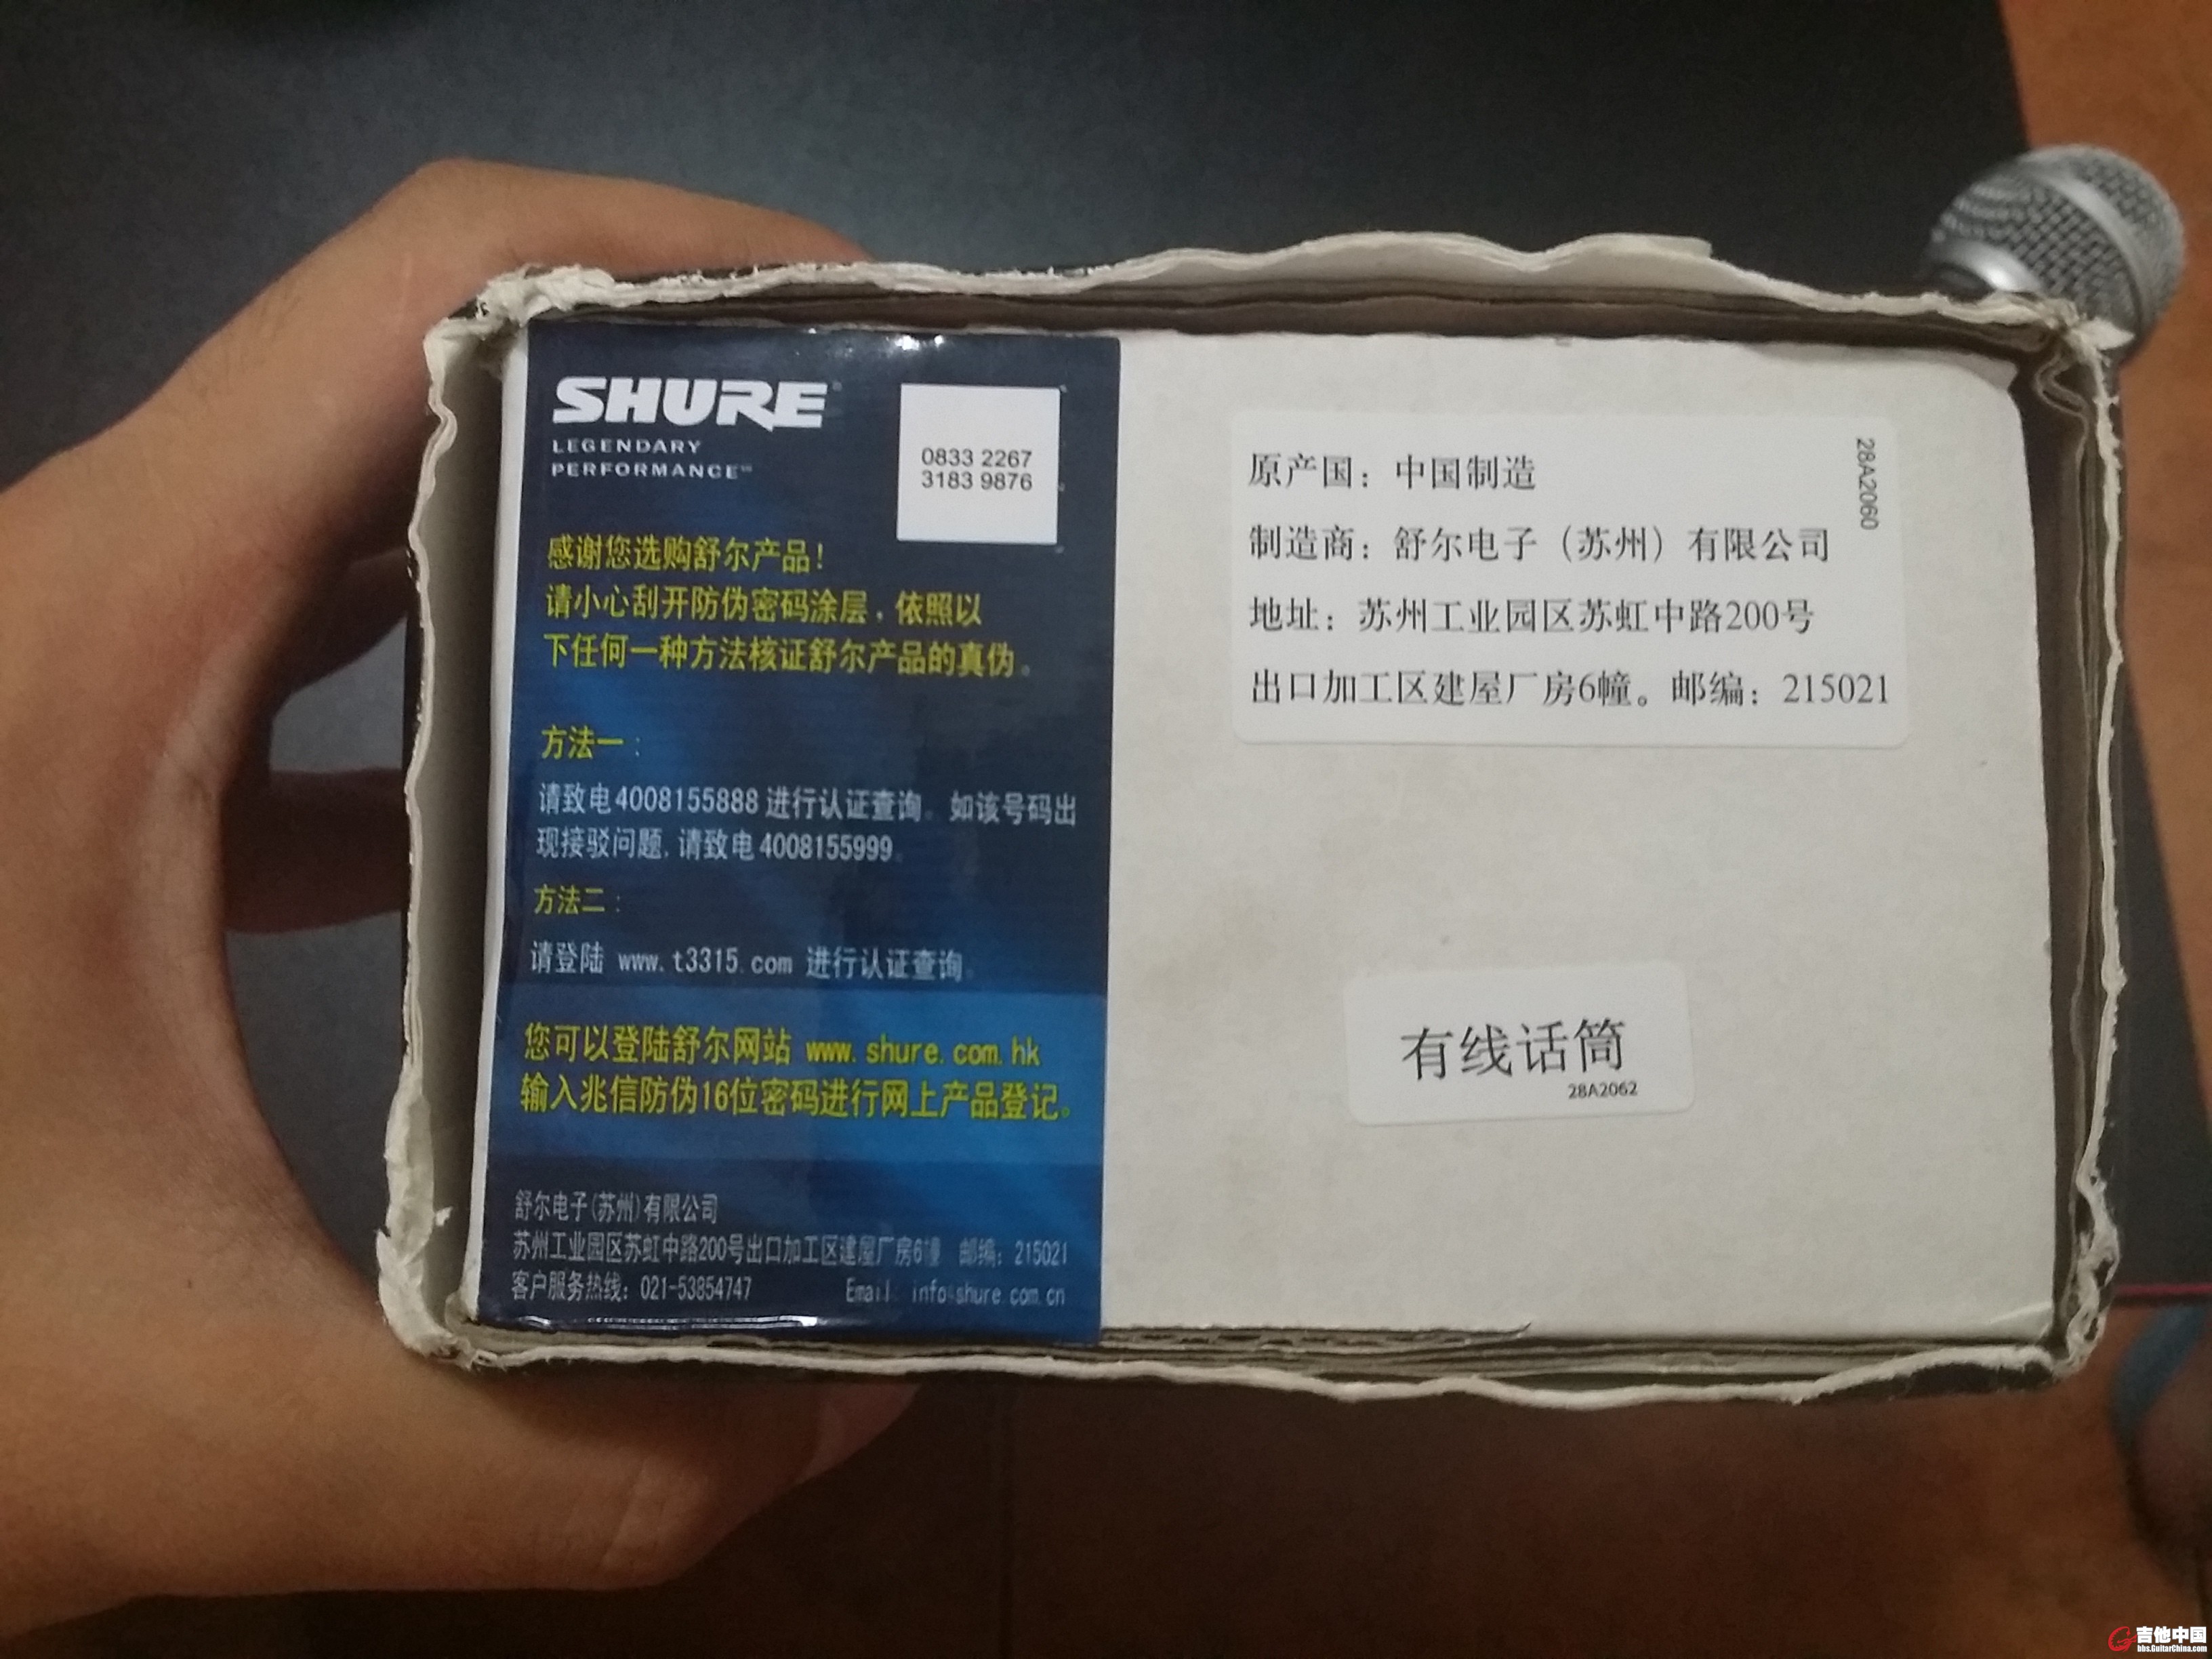 SHURE
LEGENDARY
PERFORMANCE
0833 2267
3183 9876
感谢您选购舒尔产品！
请小心刮开防伪密码涂层，依照以
下任何一种方法核证舒尔产品的真伪。
方法一：
请致电4008155888 进行认证查询。如该号码出
现接驳问题，请致电 4008155999。
方法二：
请登陆 www.t3315.com 进行认证查询。
您可以登陆舒尔网站 www.shure.com.hk
输入兆信防伪16位密码进行网上产品登记。
舒尔电子(苏州)有限公司
苏州工业园区苏虹中路200号出口加工区建屋厂房6幢 邮编：215021
客户服务热线：021-53854747 Email: info@shure.com.cn
原产国：中国制造
制造商：舒尔电子（苏州）有限公司
地址：苏州工业园区苏虹中路200号
出口加工区建屋厂房6幢。邮编：215021
28A2060
有线话筒
28A2062
吉他中国
bbs.GuitarChina.com